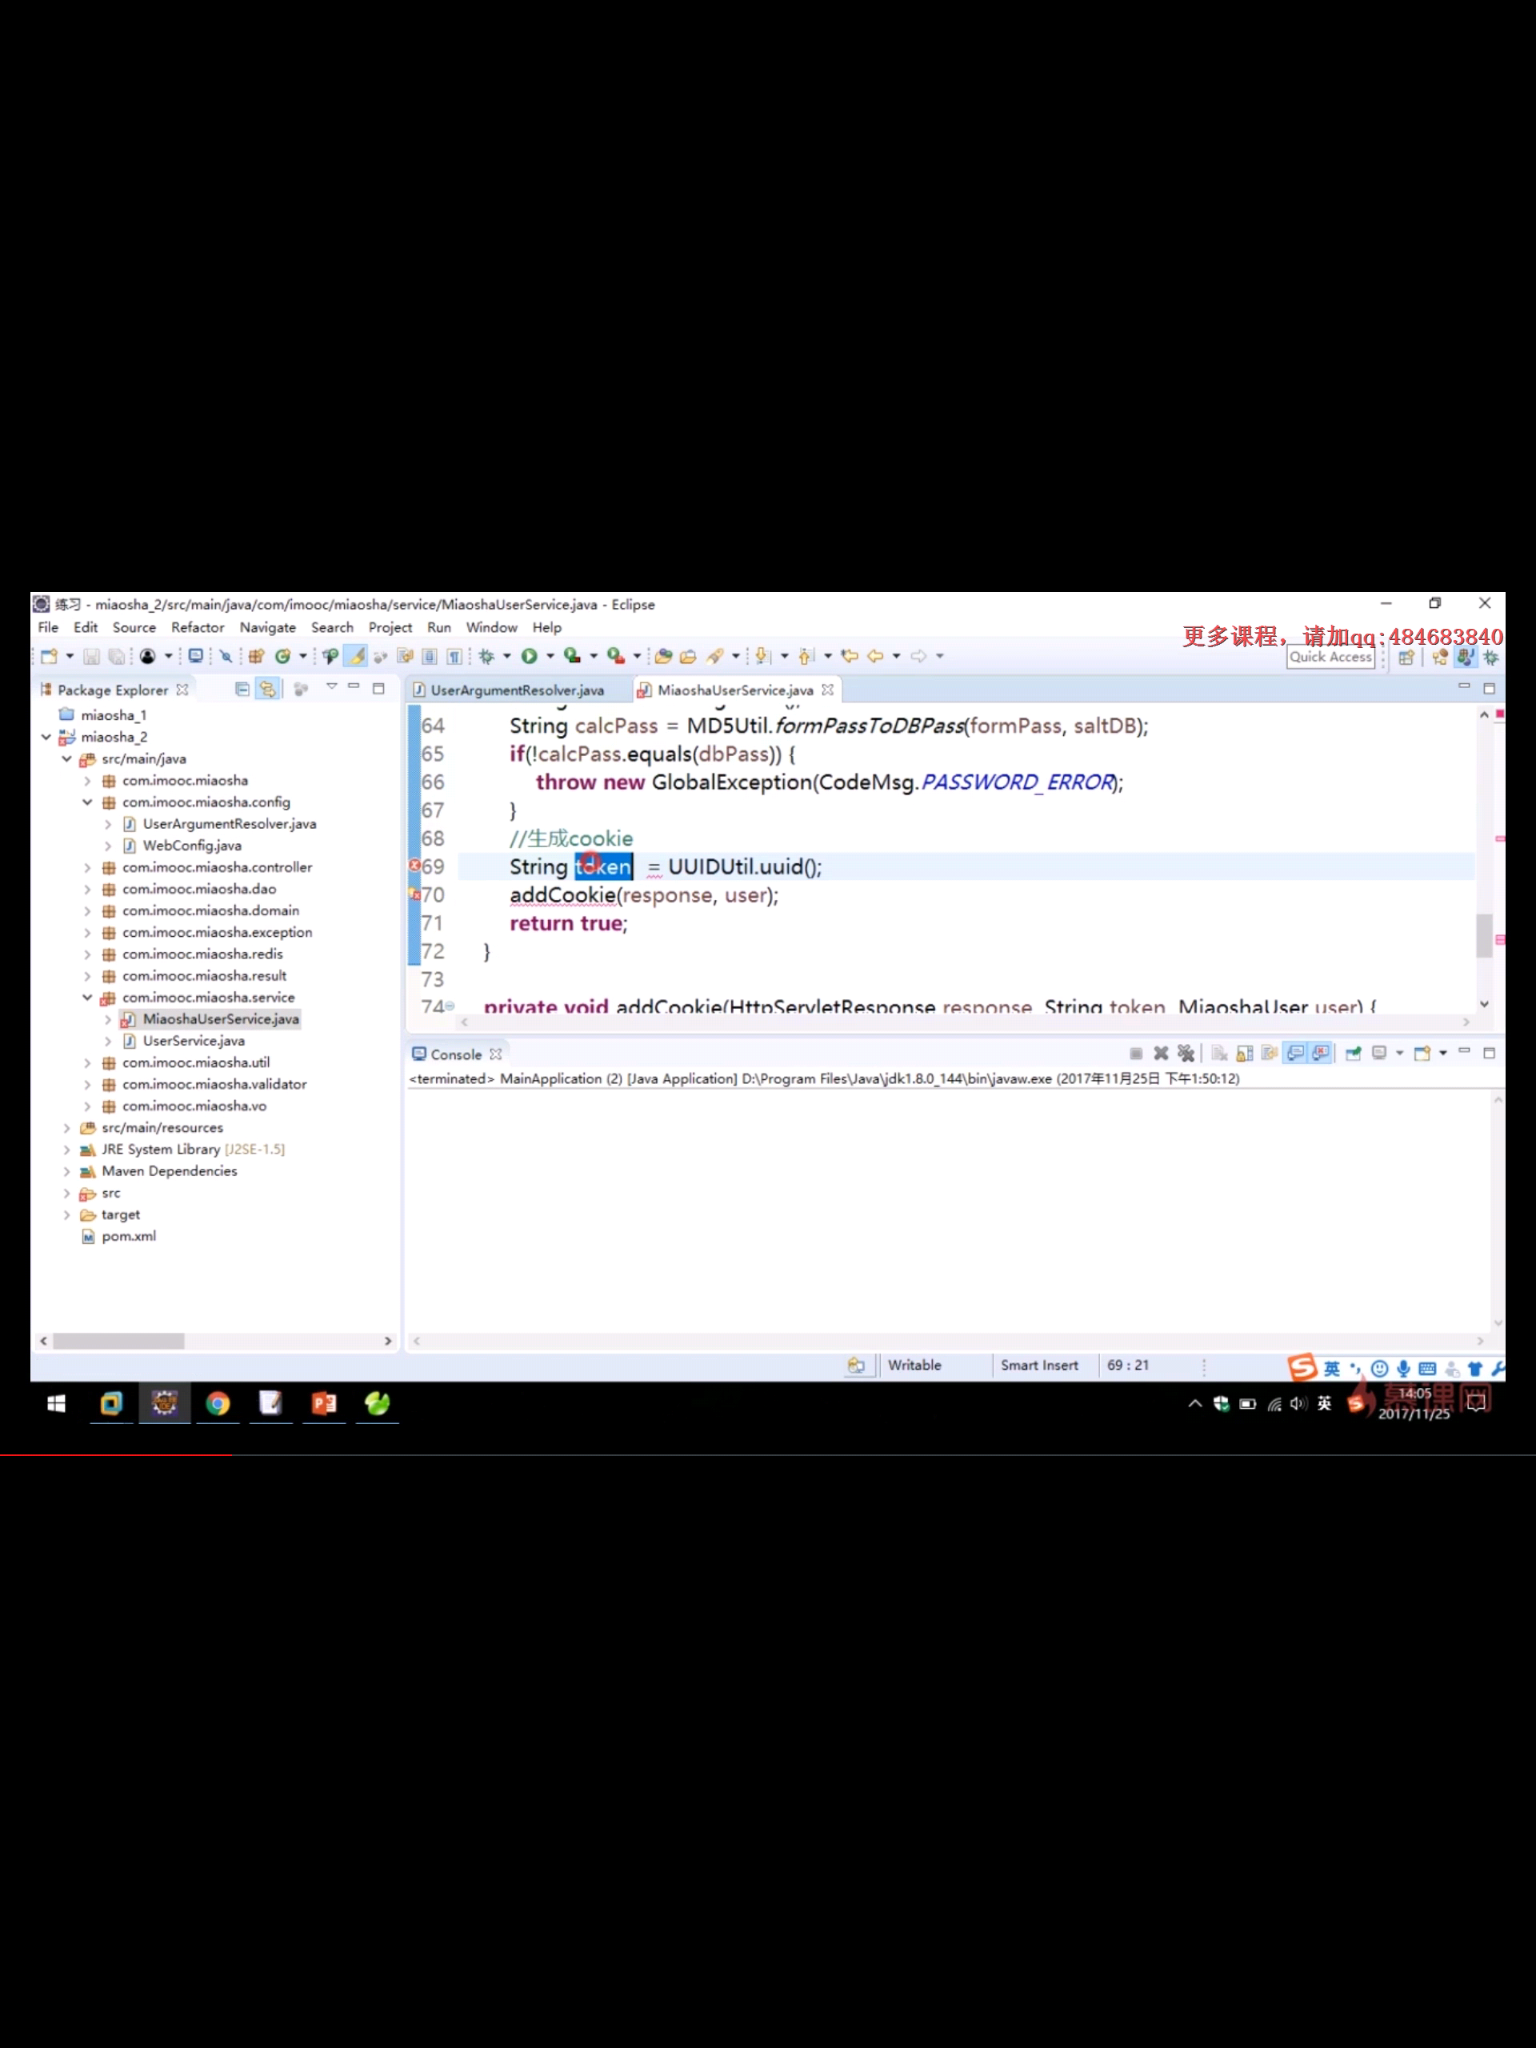 练习 - miaosha_2/src/main/java/com/imooc/miaosha/service/MiaoshaUserService.java - Eclipse
File Edit Source Refactor Navigate Search Project Run Window Help
更多课程，请加qq:484683840
Quick Access
Package Explorer
UserArgumentResolver.java
MiaoshaUserService.java
miaosha_1
miaosha_2
src/main/java
com.imooc.miaosha
com.imooc.miaosha.config
UserArgumentResolver.java
WebConfig.java
com.imooc.miaosha.controller
com.imooc.miaosha.dao
com.imooc.miaosha.domain
com.imooc.miaosha.exception
com.imooc.miaosha.redis
com.imooc.miaosha.result
com.imooc.miaosha.service
MiaoshaUserService.java
UserService.java
com.imooc.miaosha.util
com.imooc.miaosha.validator
com.imooc.miaosha.vo
src/main/resources
JRE System Library [J2SE-1.5]
Maven Dependencies
src
target
pom.xml
64 String calcPass = MD5Util.formPassToDBPass(formPass, saltDB);
65 if(!calcPass.equals(dbPass)) {
66 throw new GlobalException(CodeMsg.PASSWORD_ERROR);
67 }
68 //生成cookie
69 String token = UUIDUtil.uuid();
70 addCookie(response, user);
71 return true;
72 }
73
74 private void addCookie(HttpServletResponse response, String token, MiaoshaUser user) {
Console
<terminated> MainApplication (2) [Java Application] D:\Program Files\Java\jdk1.8.0_144\bin\javaw.exe (2017年11月25日 下午1:50:12)
Writable
Smart Insert
69 : 21
英
英
慕课网
14:05
2017/11/25